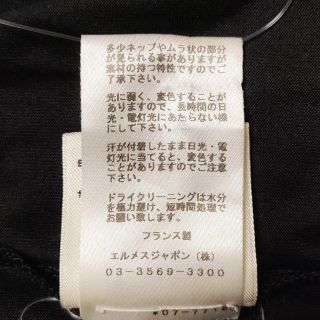 多少ネップやムラ状の部分
が見られる事がありますが
素材の持つ特性ですのでご
了承下さい。
光に弱く、変色することが
ありますので、長時間の日
光・電灯光にあたらない様
にして下さい。
汗が付着したまま日光・電
灯光に当てると、変色する
ことがありますのでご注意
下さい。
ドライクリーニングは水分
を極力避け、短時間処理で
お願い致します。
フランス製
エルメスジャポン(株)
03-3569-3300